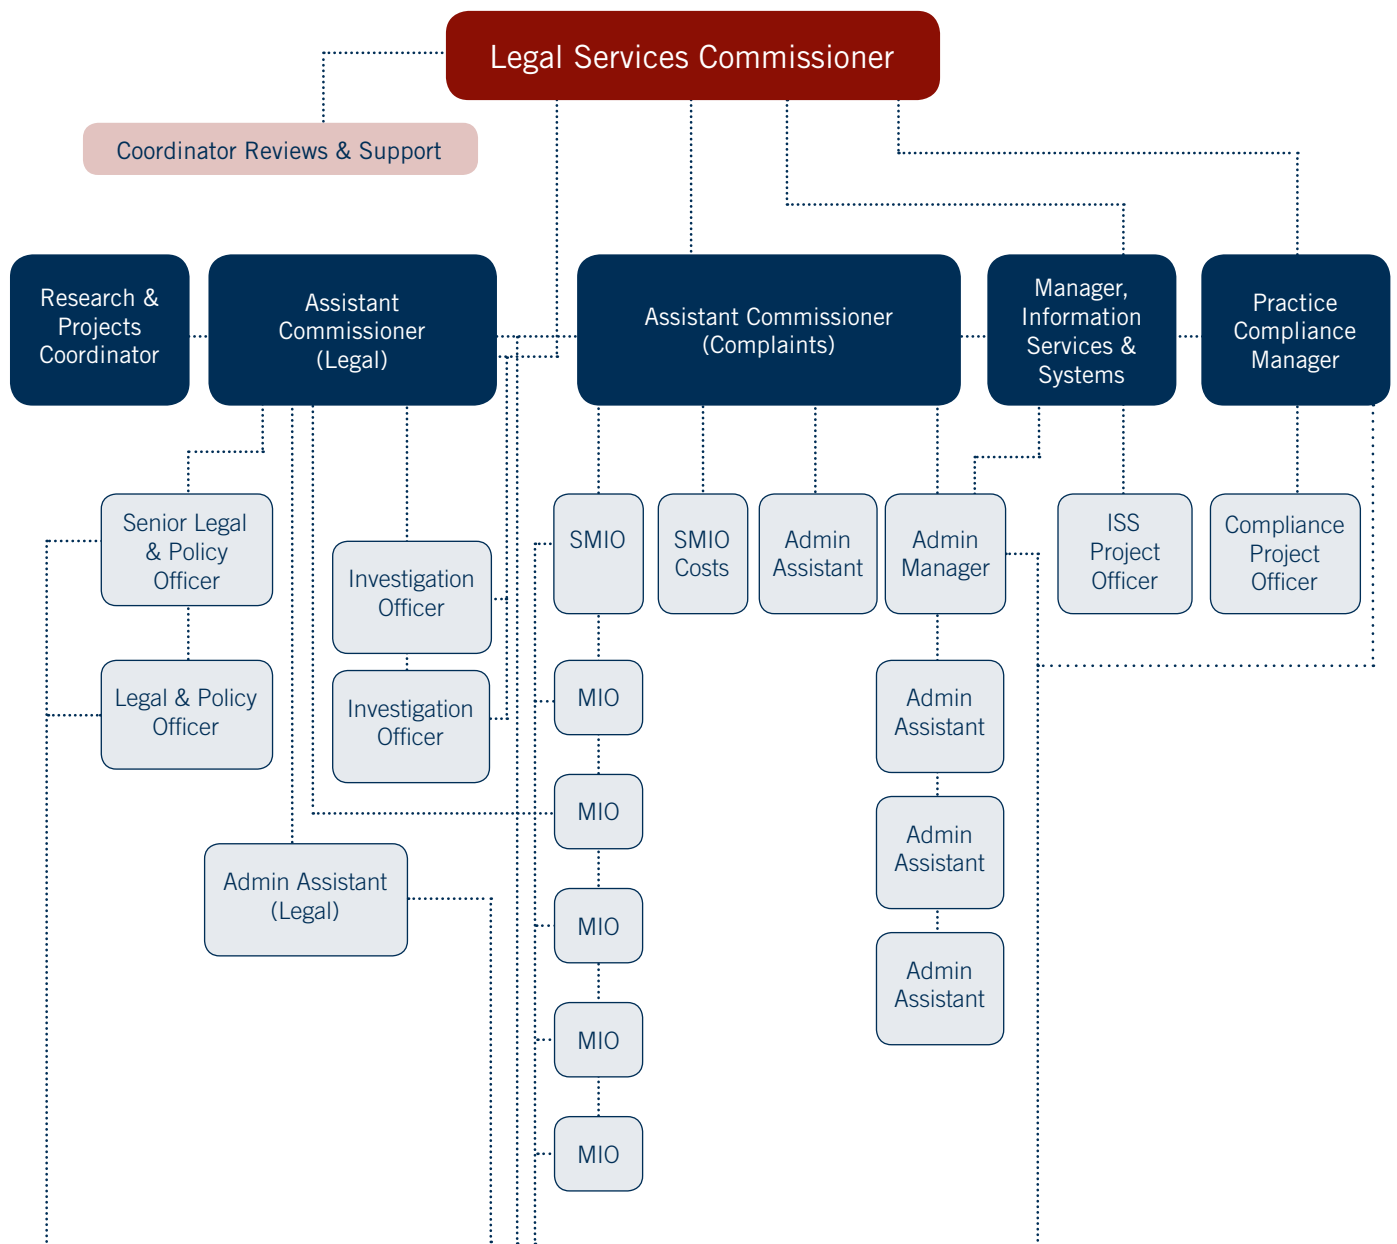 Legal Services Commissioner
Coordinator Reviews & Support
Research &
Projects
Coordinator
Assistant
Commissioner
(Legal)
Assistant Commissioner
(Complaints)
Manager,
Information
Services &
Systems
Practice
Compliance
Manager
Senior Legal
& Policy
Officer
Investigation
Officer
SMIO
SMIO
Costs
Admin
Assistant
Admin
Manager
ISS
Project
Officer
Compliance
Project
Officer
Legal & Policy
Officer
Investigation
Officer
MIO
Admin
Assistant
MIO
Admin
Assistant
Admin Assistant
(Legal)
MIO
Admin
Assistant
MIO
MIO